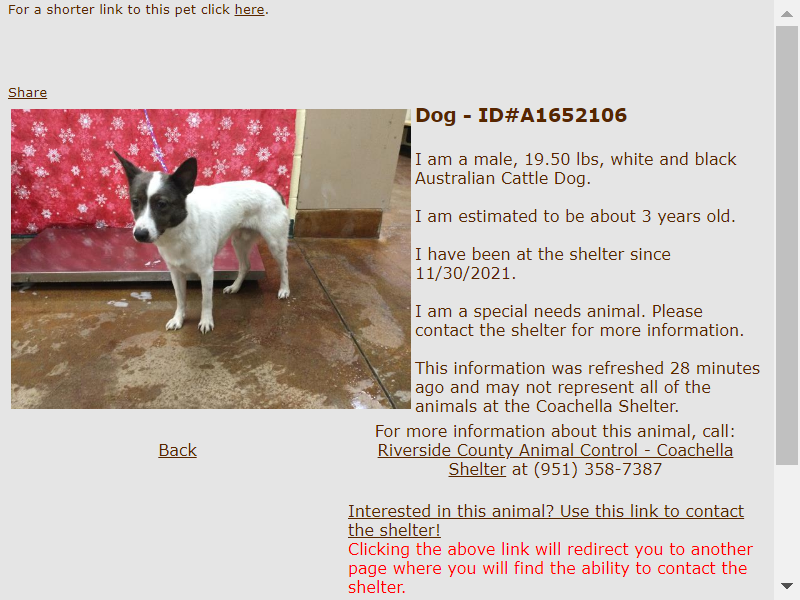 For a shorter link to this pet click here.
Share
Dog - ID#A1652106
I am a male, 19.50 lbs, white and black
Australian Cattle Dog.
I am estimated to be about 3 years old.
I have been at the shelter since
11/30/2021.
I am a special needs animal. Please
contact the shelter for more information.
This information was refreshed 28 minutes
ago and may not represent all of the
animals at the Coachella Shelter.
Back
For more information about this animal, call:
Riverside County Animal Control - Coachella
Shelter at (951) 358-7387
Interested in this animal? Use this link to contact
the shelter!
Clicking the above link will redirect you to another
page where you will find the ability to contact the
shelter.